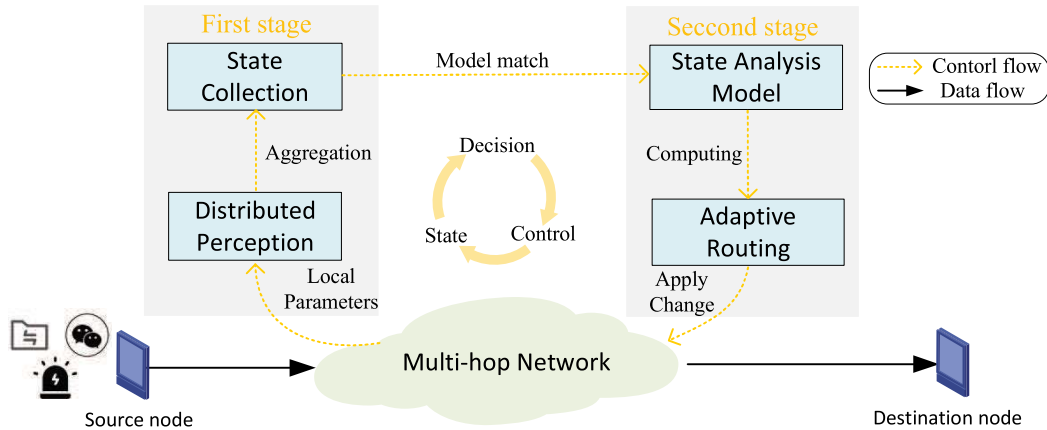 First stage
State
Collection
Aggregation
Distributed
Perception
Local
Parameters
Model match
Decision
State
Control
Seccond stage
State Analysis
Model
Computing
Adaptive
Routing
Apply
Change
Contorl flow
Data flow
Multi-hop Network
Source node
Destination node